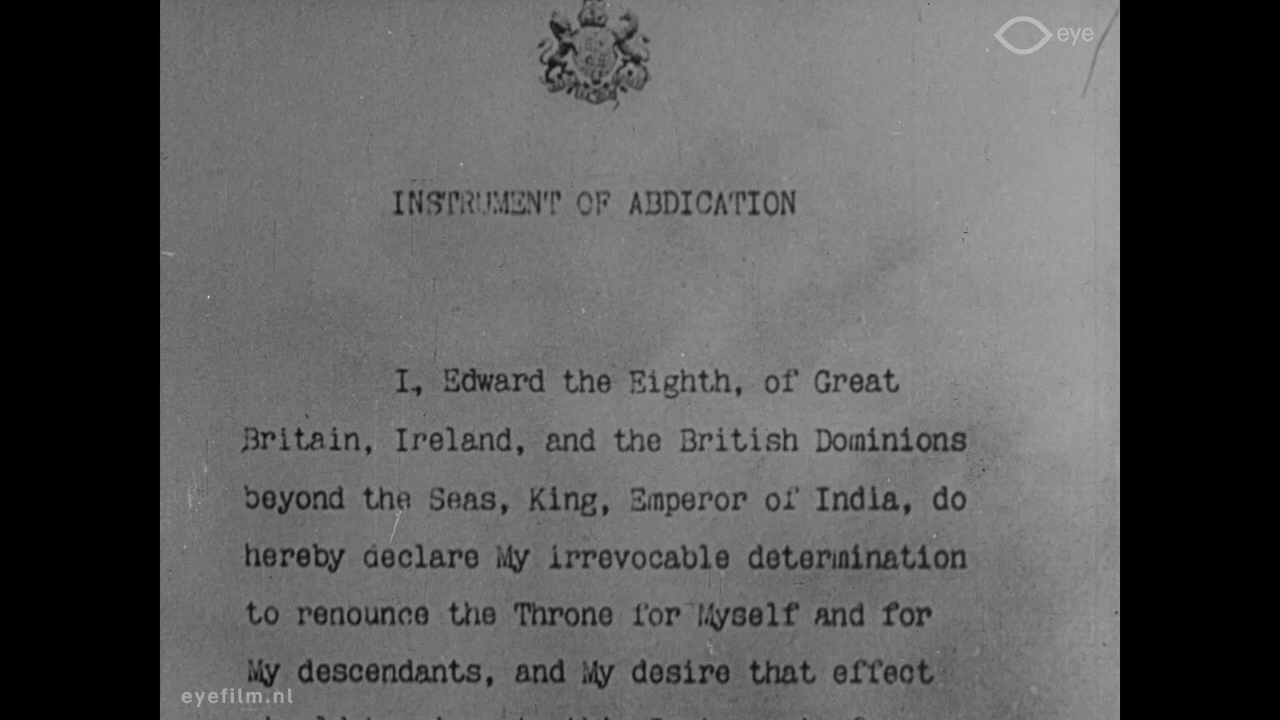 eye
INSTRUMENT OF ABDICATION
I, Edward the Eighth, of Great
Britain, Ireland, and the British Dominions
beyond the Seas, King, Emperor of India, do
hereby declare My irrevocable determination
to renounce the Throne for Myself and for
My descendants, and My desire that effect
eyefilm.nl